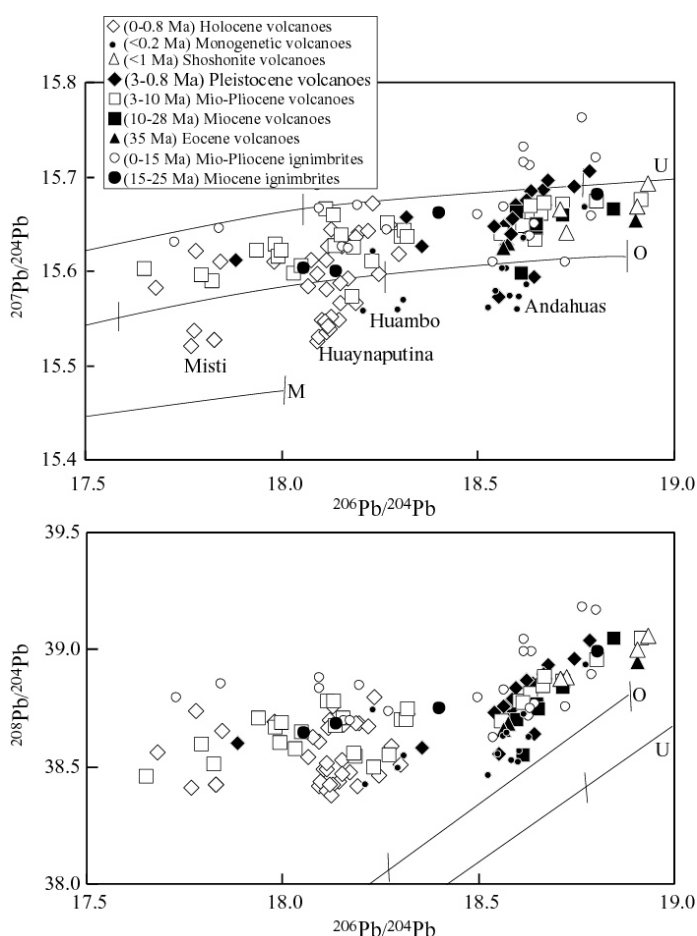 (0-0.8 Ma) Holocene volcanoes
(<0.2 Ma) Monogenetic volcanoes
(<1 Ma) Shoshonite volcanoes
(3-0.8 Ma) Pleistocene volcanoes
(3-10 Ma) Mio-Pliocene volcanoes
(10-28 Ma) Miocene volcanoes
(35 Ma) Eocene volcanoes
(0-15 Ma) Mio-Pliocene ignimbrites
(15-25 Ma) Miocene ignimbrites
15.8
15.7
15.6
15.5
15.4
207Pb/204Pb
U
O
M
Misti
Huaynaputina
Huambo
Andahuas
17.5 18.0 18.5 19.0
206Pb/204Pb
39.5
39.0
38.5
38.0
208Pb/204Pb
O
U
17.5 18.0 18.5 19.0
206Pb/204Pb